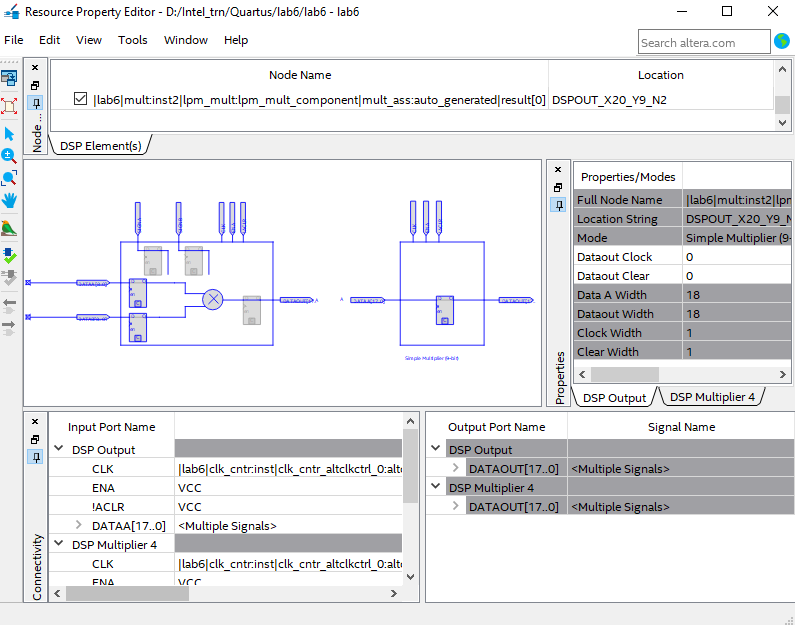 Resource Property Editor - D:/Intel_trn/Quartus/lab6/lab6 - lab6
File Edit View Tools Window Help
Search altera.com
Node Name Location
|lab6|mult:inst2|lpm_mult:lpm_mult_component|mult_ass:auto_generated|result[0] DSPOUT_X20_Y9_N2
Node ...
DSP Element(s)
Properties/Modes
Full Node Name |lab6|mult:inst2|lpr
Location String DSPOUT_X20_Y9_N
Mode Simple Multiplier (9-
Dataout Clock 0
Dataout Clear 0
Data A Width 18
Dataout Width 18
Clock Width 1
Clear Width 1
Properties
DSP Output DSP Multiplier 4
Simple Multiplier (9-bit)
Input Port Name
DSP Output
CLK |lab6|clk_cntr:inst|clk_cntr_altclkctrl_0:alt
ENA VCC
!ACLR VCC
DATAA[17..0] <Multiple Signals>
DSP Multiplier 4
CLK |lab6|clk_cntr:inst|clk_cntr_altclkctrl_0:alt
ENA VCC
Connectivity
Output Port Name Signal Name
DSP Output
DATAOUT[17..0] <Multiple Signals>
DSP Multiplier 4
DATAOUT[17..0] <Multiple Signals>